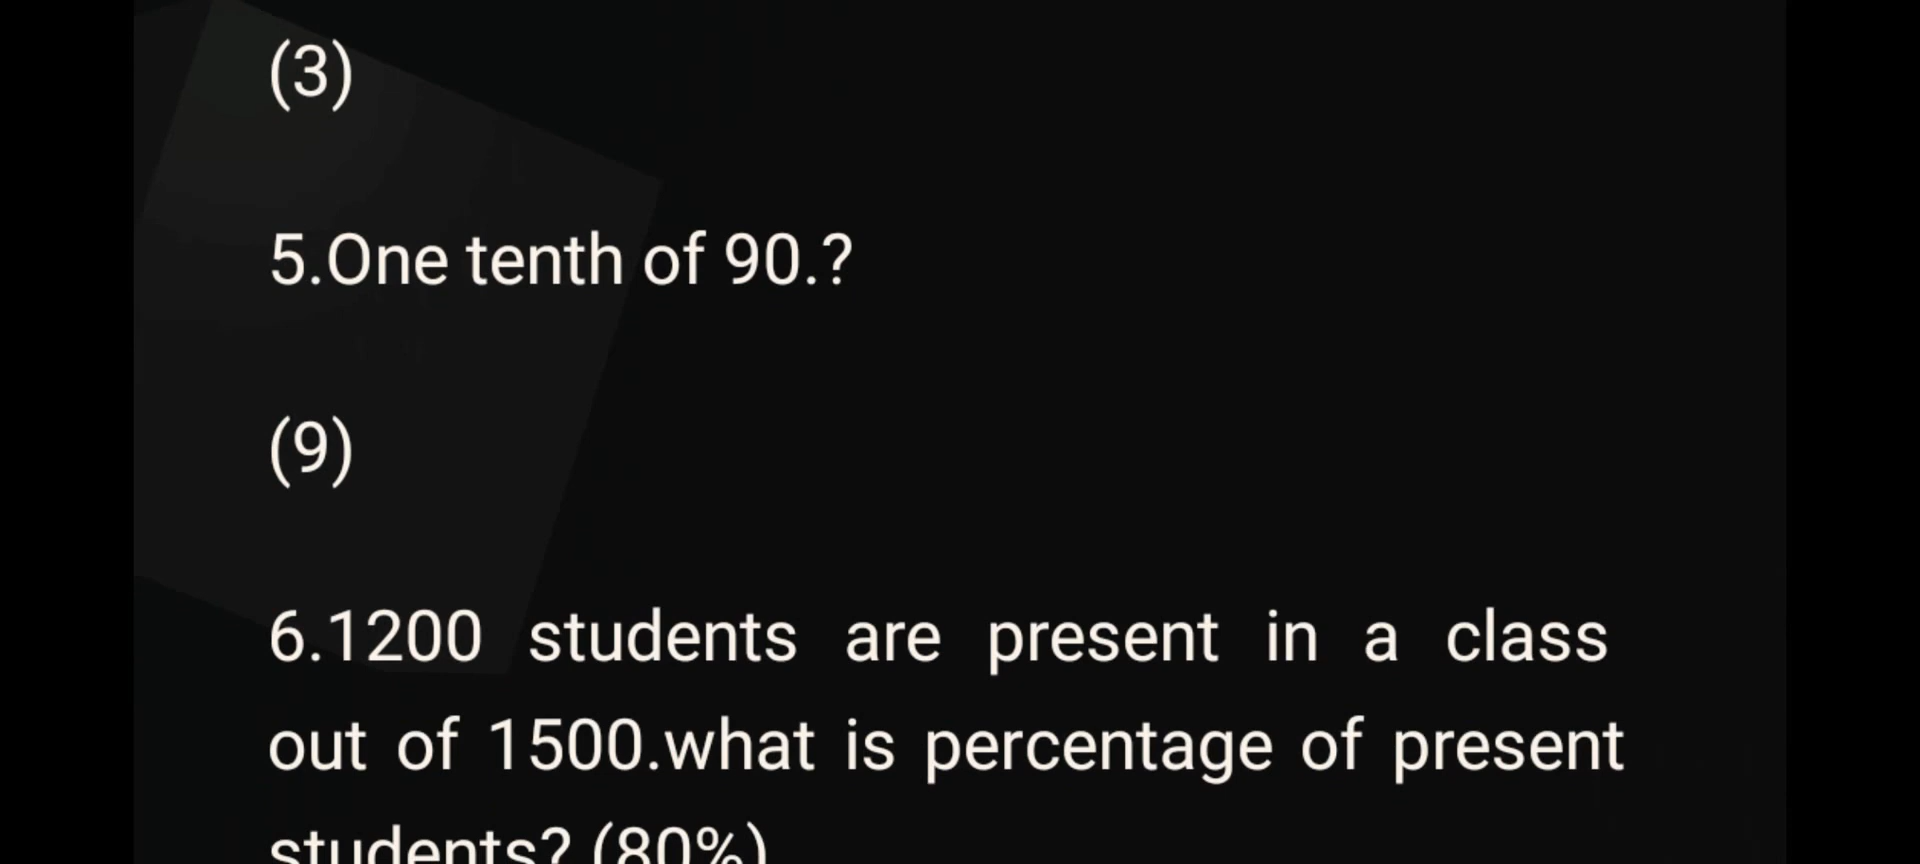 (3)
5.One tenth of 90.?
(9)
6.1200 students are present in a class
out of 1500.what is percentage of present
students? (80%)